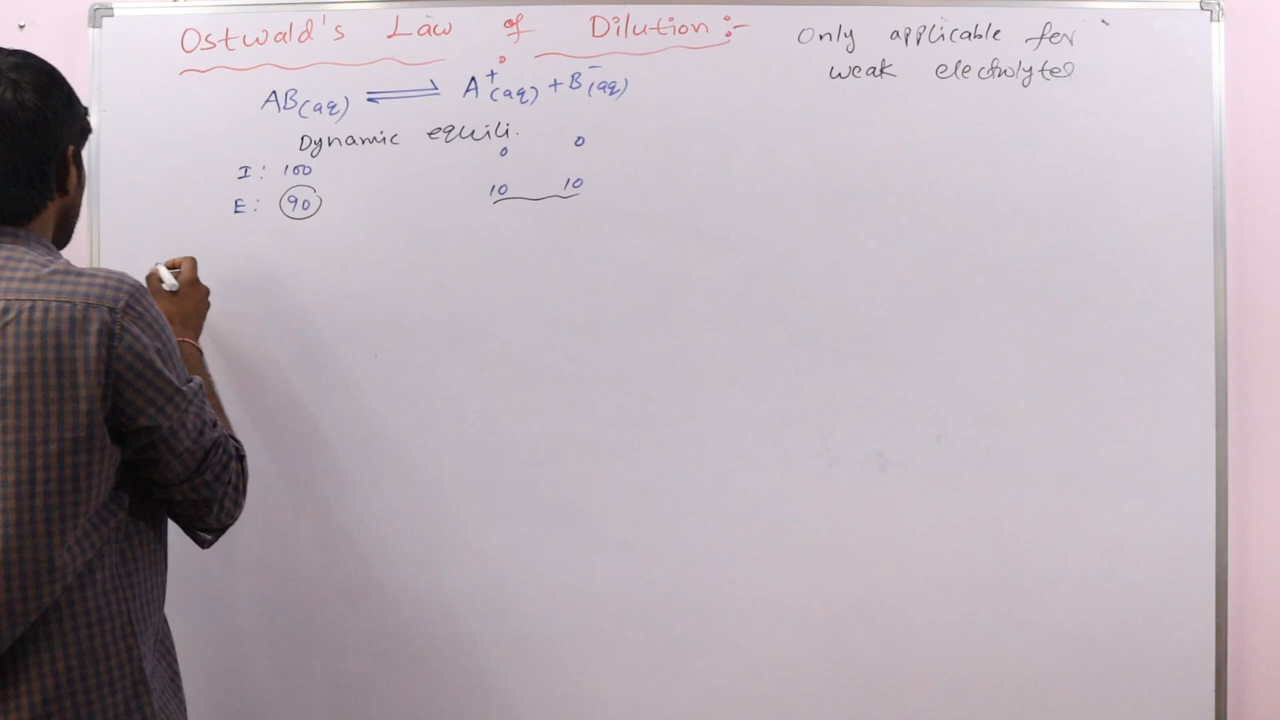 Ostwald's Law of Dilution :-
Only applicable for
weak electrolytes
AB(aq) ⇌ A⁺(aq) + B⁻(aq)
Dynamic equili.
I : 100 0 0
E : 90 10 10